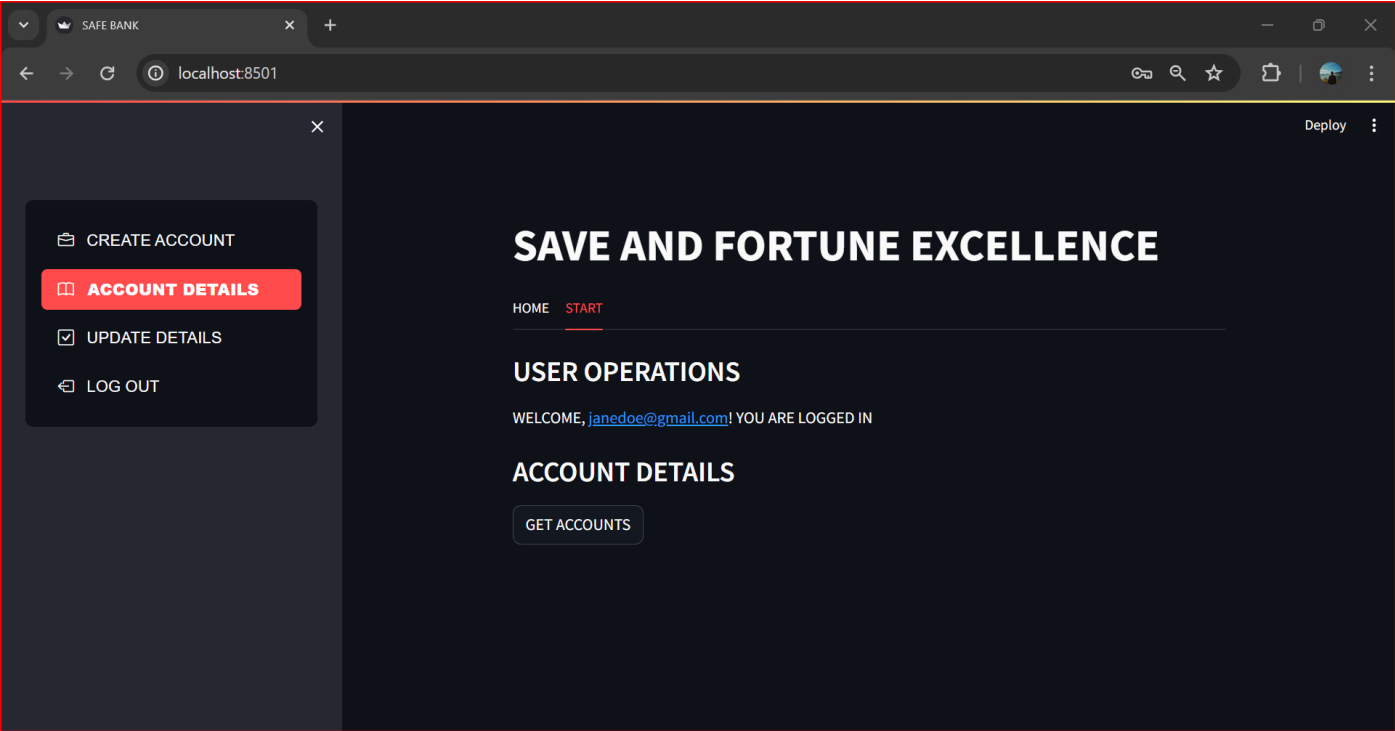 SAFE BANK
localhost:8501
Deploy
CREATE ACCOUNT
ACCOUNT DETAILS
UPDATE DETAILS
LOG OUT
SAVE AND FORTUNE EXCELLENCE
HOME START
USER OPERATIONS
WELCOME, janedoe@gmail.com! YOU ARE LOGGED IN
ACCOUNT DETAILS
GET ACCOUNTS